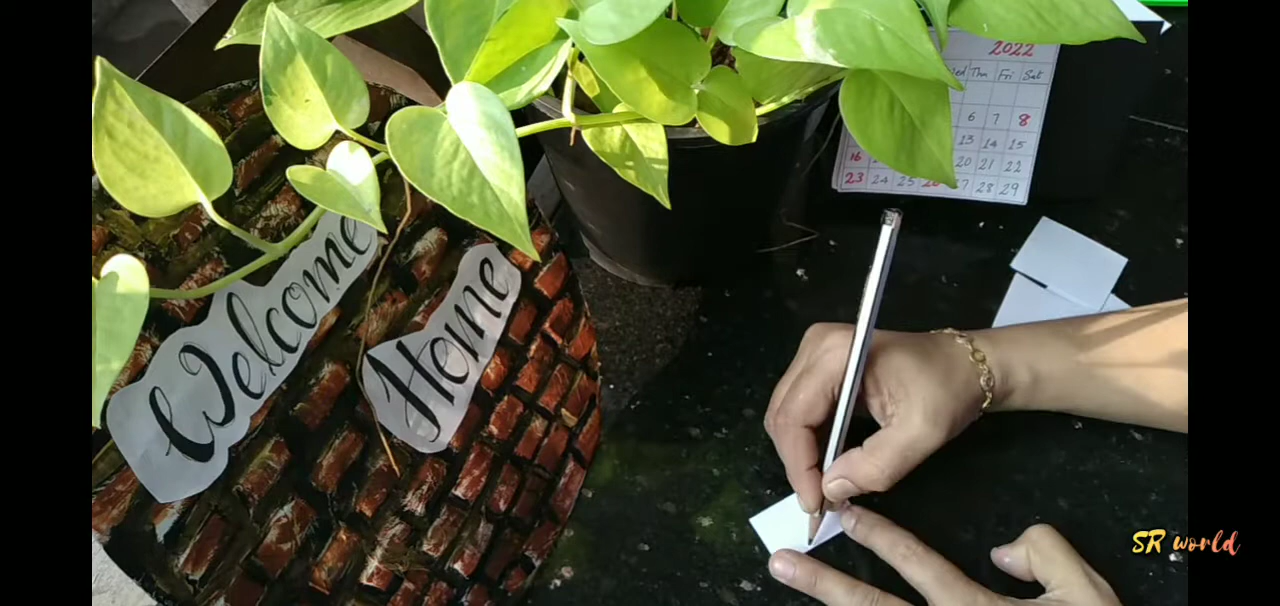 Welcome
Home
2022
Wed Thu Fri Sat
6 7 8
13 14 15
16 20 21 22
23 24 25 26 27 28 29
SR world